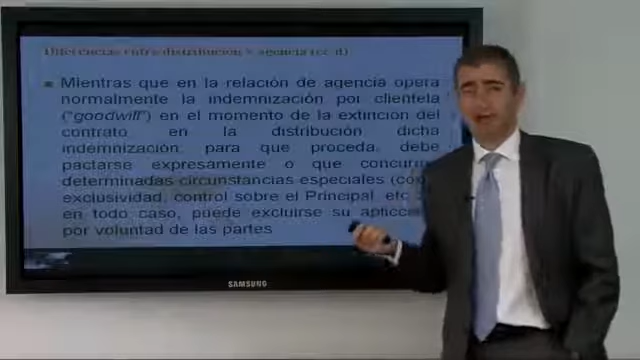 Diferencias entre distribución y agencia
Mientras que en la relación de agencia opera
normalmente la indemnización por clientela
("goodwill") en el momento de la extinción del
contrato, en la distribución dicha
indemnización, para que proceda, debe
pactarse expresamente o que concurran
determinadas circunstancias especiales
exclusividad, control sobre el Principal, etc
en todo caso, puede excluirse su
por voluntad de las partes
SAMSUNG